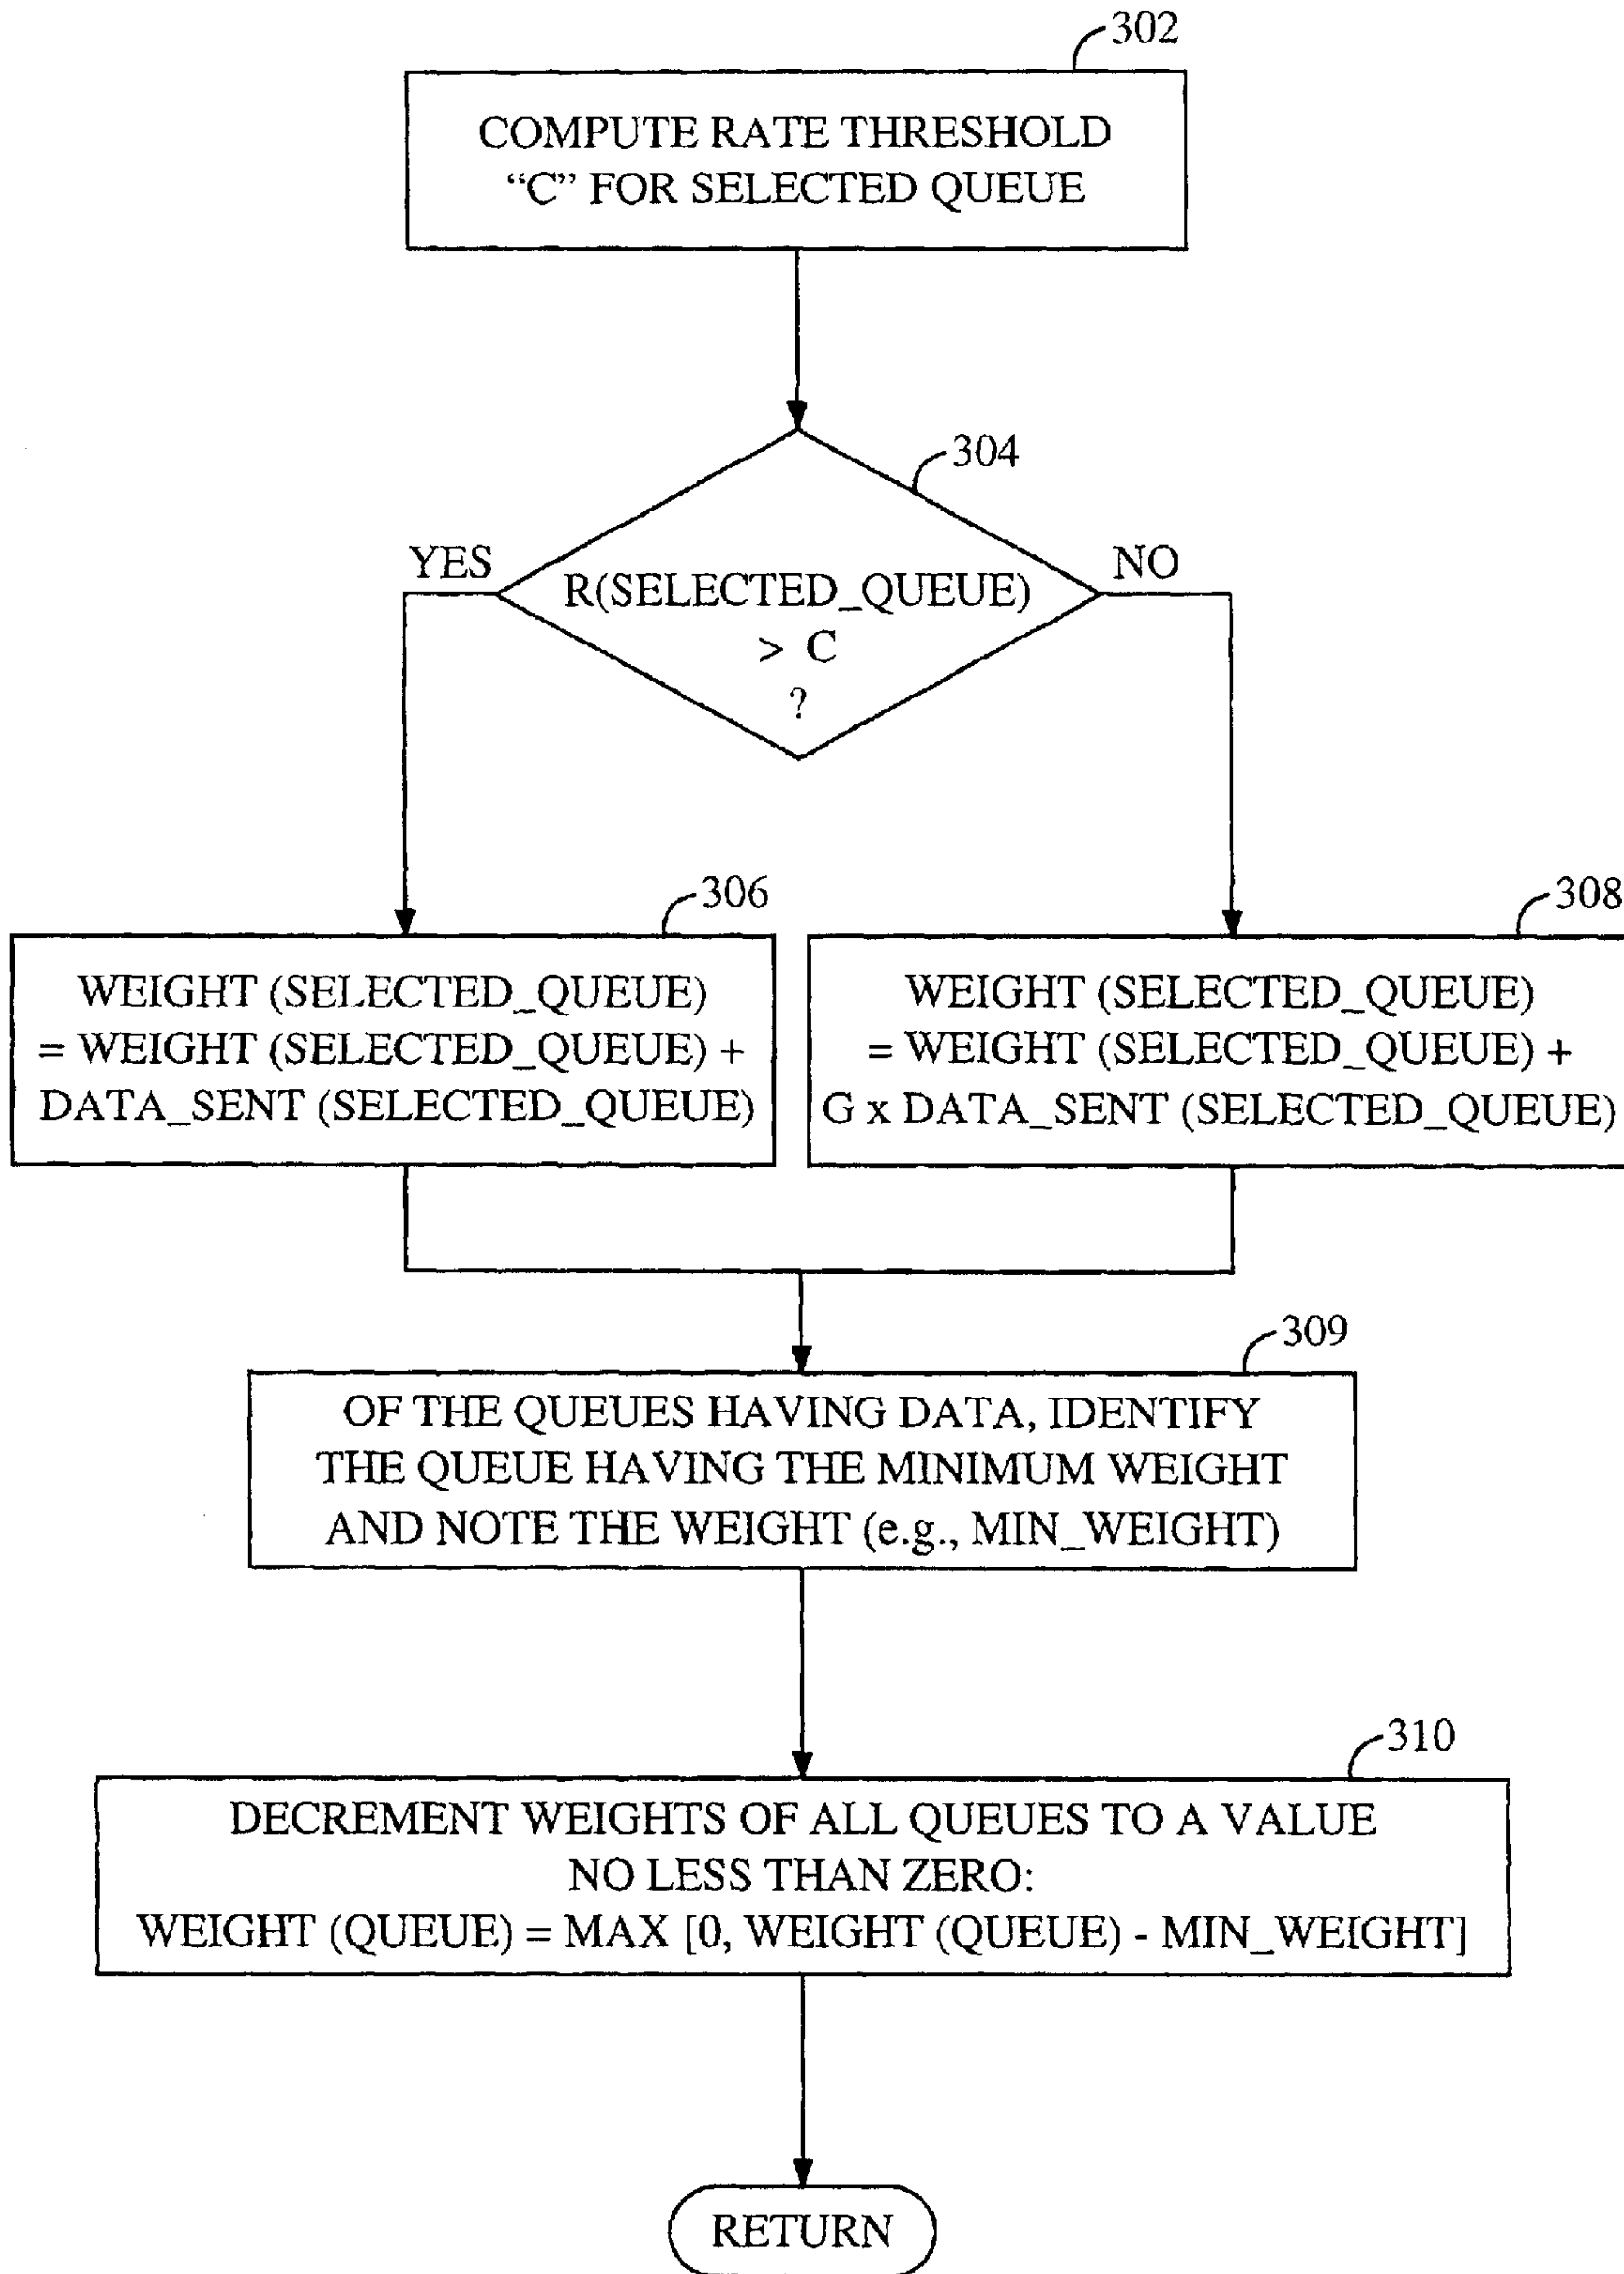 302
COMPUTE RATE THRESHOLD
“C” FOR SELECTED QUEUE
304
YES
NO
R(SELECTED_QUEUE)
> C
?
306
WEIGHT (SELECTED_QUEUE)
= WEIGHT (SELECTED_QUEUE) +
DATA_SENT (SELECTED_QUEUE)
308
WEIGHT (SELECTED_QUEUE)
= WEIGHT (SELECTED_QUEUE) +
G x DATA_SENT (SELECTED_QUEUE)
309
OF THE QUEUES HAVING DATA, IDENTIFY
THE QUEUE HAVING THE MINIMUM WEIGHT
AND NOTE THE WEIGHT (e.g., MIN_WEIGHT)
310
DECREMENT WEIGHTS OF ALL QUEUES TO A VALUE
NO LESS THAN ZERO:
WEIGHT (QUEUE) = MAX [0, WEIGHT (QUEUE) - MIN_WEIGHT]
RETURN